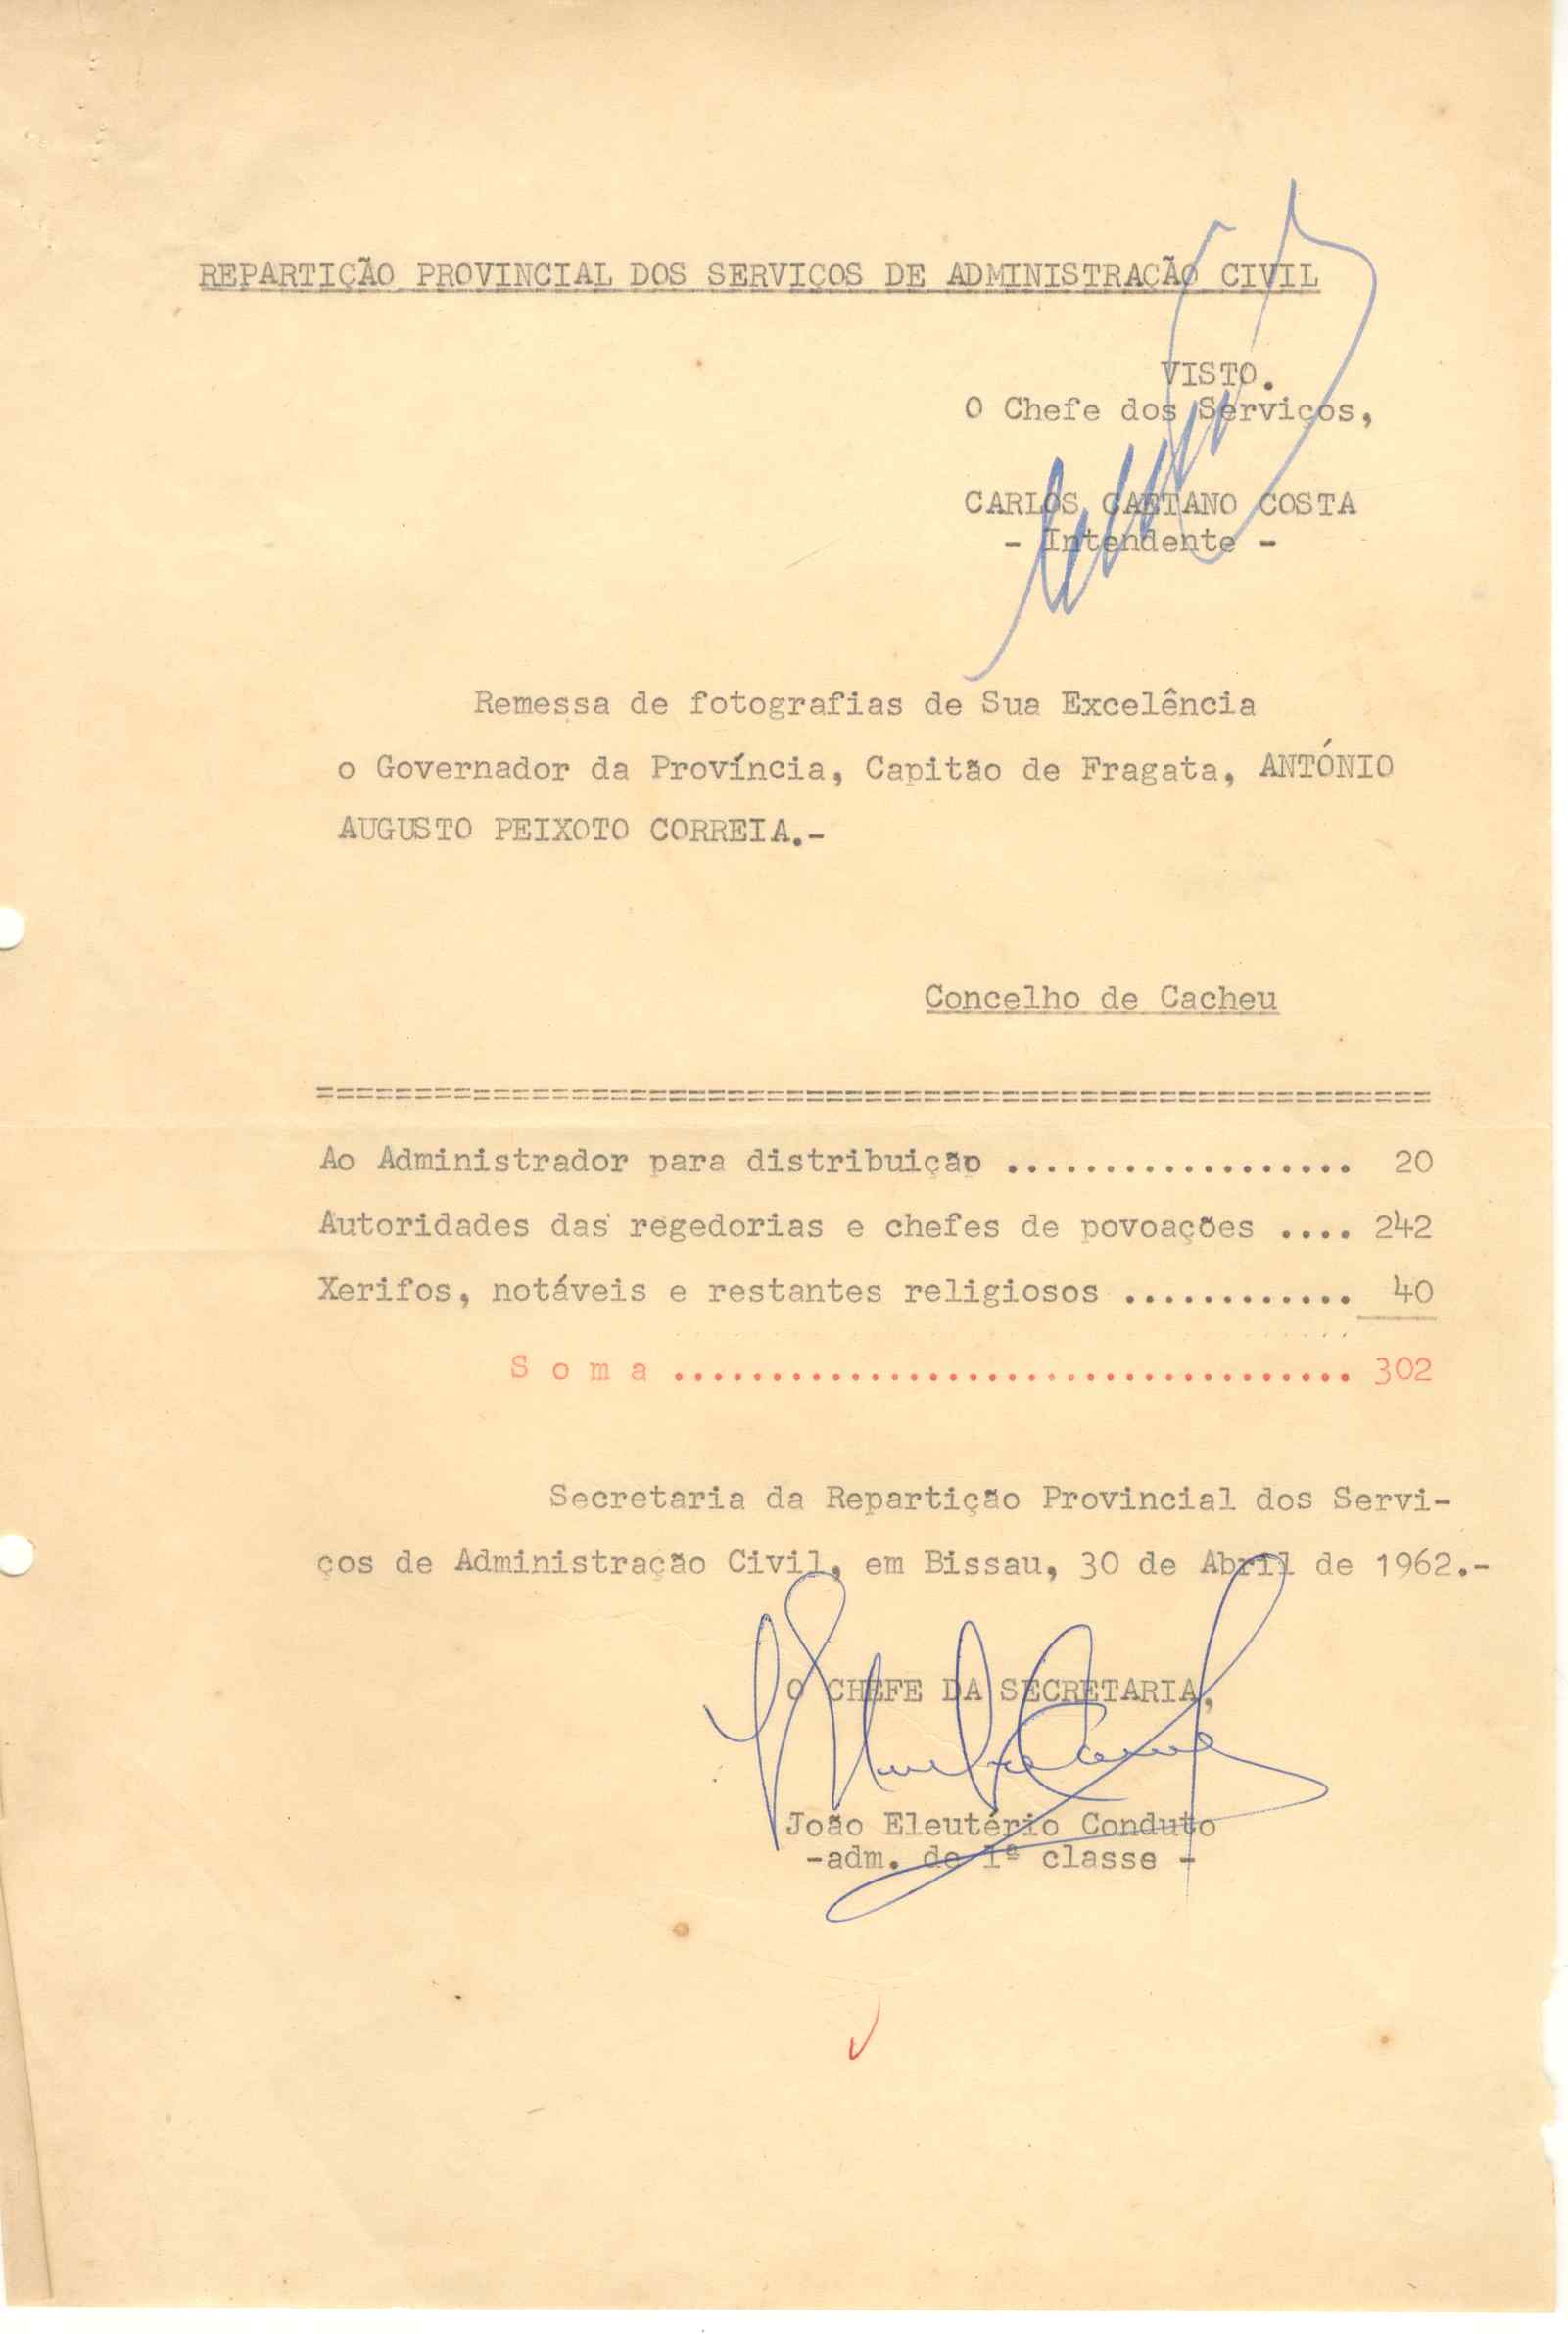 REPARTIÇÃO PROVINCIAL DOS SERVIÇOS DE ADMINISTRAÇÃO CIVIL
VISTO.
O Chefe dos Serviços,
CARLOS CAETANO COSTA
- Intendente -
Remessa de fotografias de Sua Excelência
o Governador da Província, Capitão de Fragata, ANTÓNIO
AUGUSTO PEIXOTO CORREIA.-
Concelho de Cacheu
=========================================================
Ao Administrador para distribuição .................. 20
Autoridades das regedorias e chefes de povoações .... 242
Xerifos, notáveis e restantes religiosos ............ 40
S o m a ................................... 302
Secretaria da Repartição Provincial dos Servi-
ços de Administração Civil, em Bissau, 30 de Abril de 1962.-
O CHEFE DA SECRETARIA,
João Eleutério Conduto
-adm. de 1ª classe -